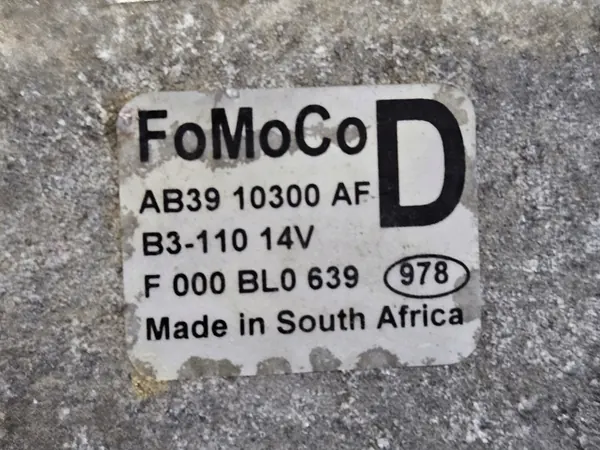 FoMoCo D
AB39 10300 AF
B3-110 14V
F 000 BL0 639 978
Made in South Africa